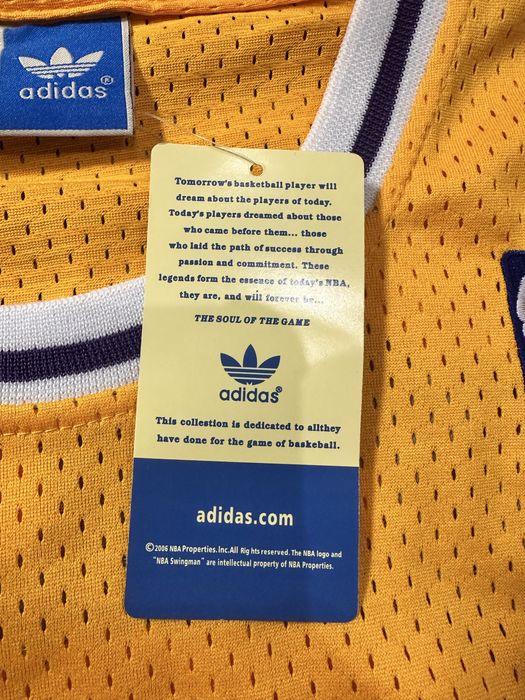 adidas®
Tomorrow's basketball player will
dream about the players of today.
Today's players dreamed about those
who came before them... those
who laid the path of success through
passion and commitment. These
legends form the essence of today's NBA,
they are, and will forever be...
THE SOUL OF THE GAME
adidas®
This collection is dedicated to allthey
have done for the game of baskeball.
adidas.com
©2006 NBA Properties.Inc.All Rig hts reserved. The NBA logo and
"NBA Swingman" are intellectual property of NBA Properties.